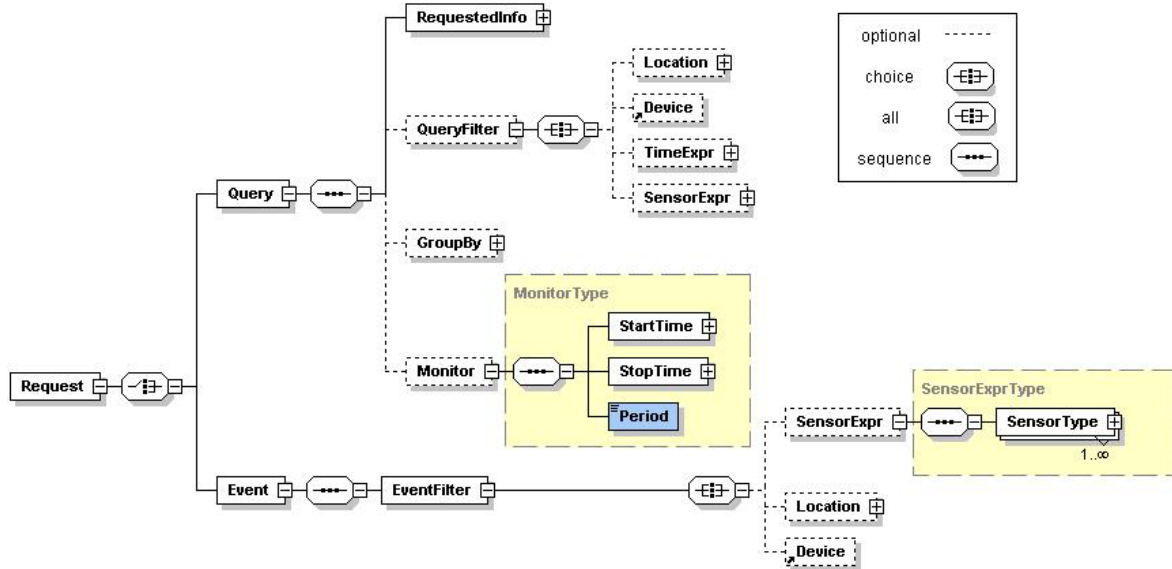 RequestedInfo
optional
choice
all
sequence
Location
Device
QueryFilter
TimeExpr
SensorExpr
Query
GroupBy
MonitorType
StartTime
Monitor
StopTime
Period
Request
SensorExprType
SensorExpr
SensorType
1..∞
Event
EventFilter
Location
Device